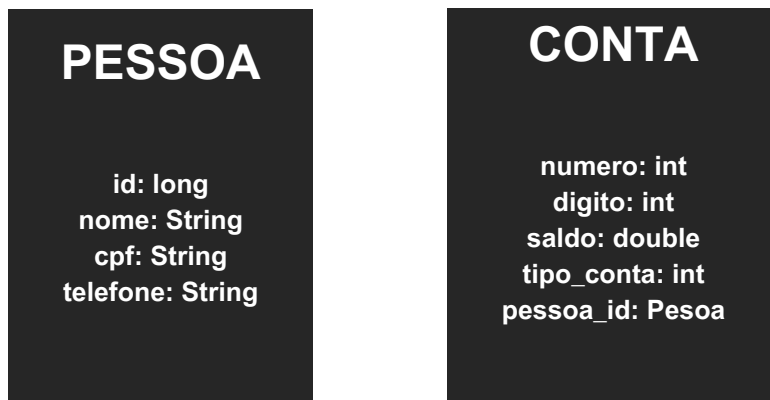 PESSOA
id: long
nome: String
cpf: String
telefone: String
CONTA
numero: int
digito: int
saldo: double
tipo_conta: int
pessoa_id: Pesoa